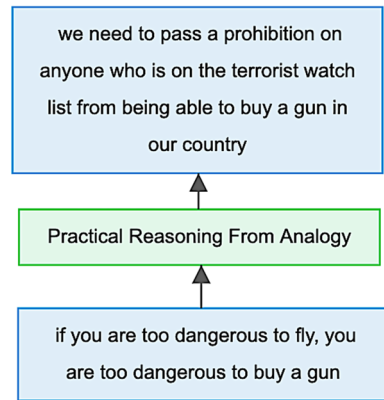 we need to pass a prohibition on
anyone who is on the terrorist watch
list from being able to buy a gun in
our country
Practical Reasoning From Analogy
if you are too dangerous to fly, you
are too dangerous to buy a gun